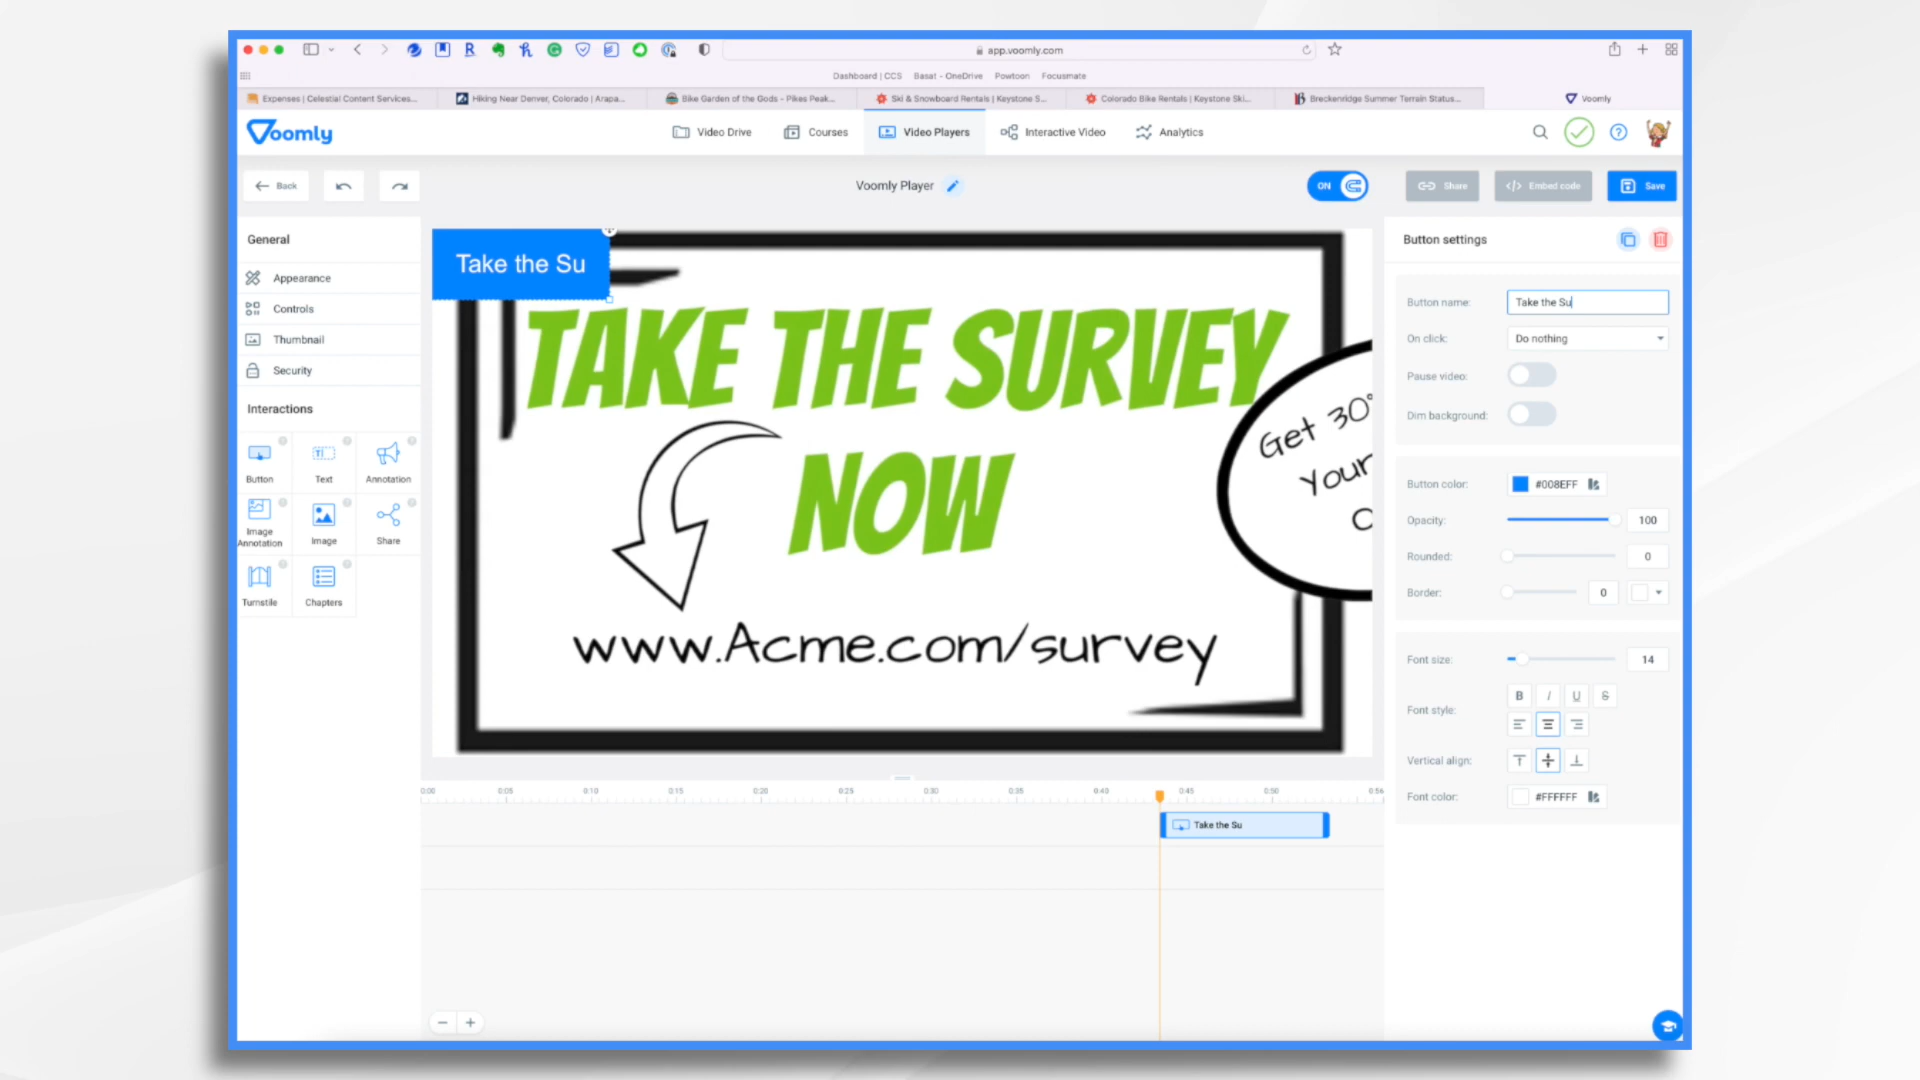 app.voomly.com
Dashboard | CCS Basat - OneDrive Powtoon Focusmate
Expenses | Celestial Content Services... Hiking Near Denver, Colorado | Arapa... Bike Garden of the Gods - Pikes Peak... Ski & Snowboard Rentals | Keystone S... Colorado Bike Rentals | Keystone Ski... Breckenridge Summer Terrain Status... Voomly
Voomly Video Drive Courses Video Players Interactive Video Analytics
Back Voomly Player ON Share Embed code Save
General
Appearance
Controls
Thumbnail
Security
Interactions
Button Text Annotation
Image Annotation Image Share
Turnstile Chapters
Take the Su
TAKE THE SURVEY
NOW
www.Acme.com/survey
Get 30%
Your
Button settings
Button name: Take the Su
On click: Do nothing
Pause video:
Dim background:
Button color: #008EFF
Opacity: 100
Rounded: 0
Border: 0
Font size: 14
Font style: B I U S
Vertical align:
Font color: #FFFFFF
0:00 0:05 0:10 0:15 0:20 0:25 0:30 0:35 0:40 0:45 0:50 0:56
Take the Su